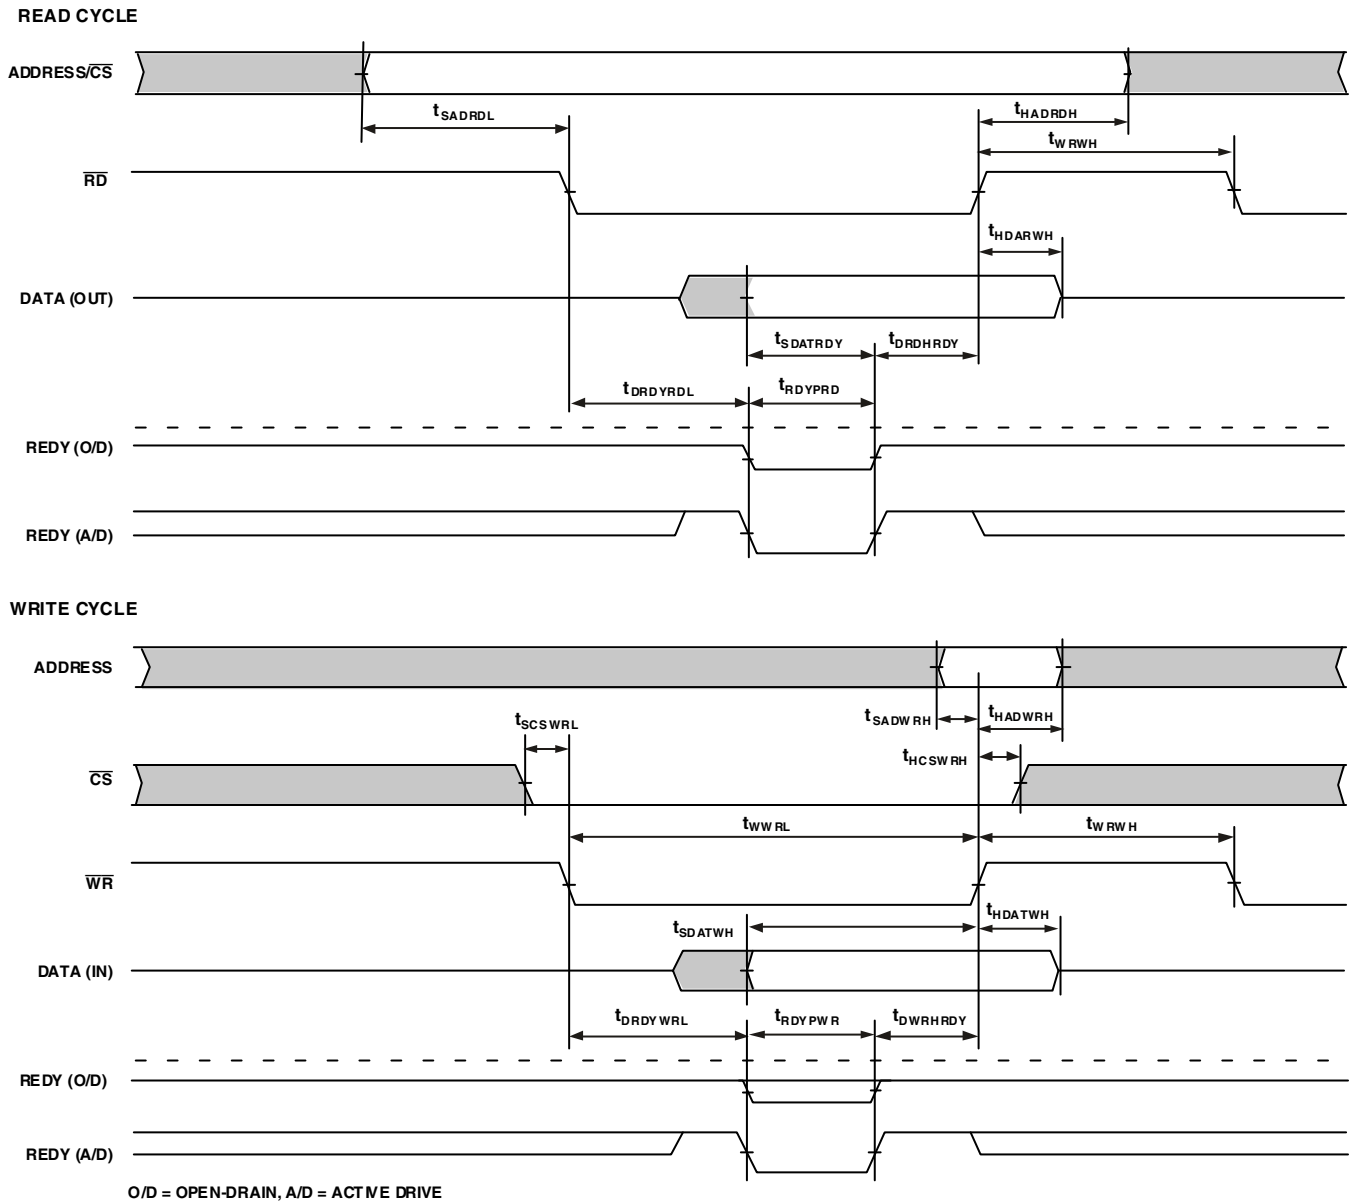 READ CYCLE
ADDRESS/CS
tSADRDL
tHADRDH
tWRWH
RD
tHDARWH
DATA (OUT)
tSDATRDY
tDRDHRDY
tDRDYRDL
tRDYPRD
REDY (O/D)
REDY (A/D)
WRITE CYCLE
ADDRESS
tSADWRH
tHADWRH
tSCSWRL
tHCSWRH
CS
tWWRL
tWRWH
WR
tHDATWH
tSDATWH
DATA (IN)
tDRDYWRL
tRDYPWR
tDWRHRDY
REDY (O/D)
REDY (A/D)
O/D = OPEN-DRAIN, A/D = ACTIVE DRIVE